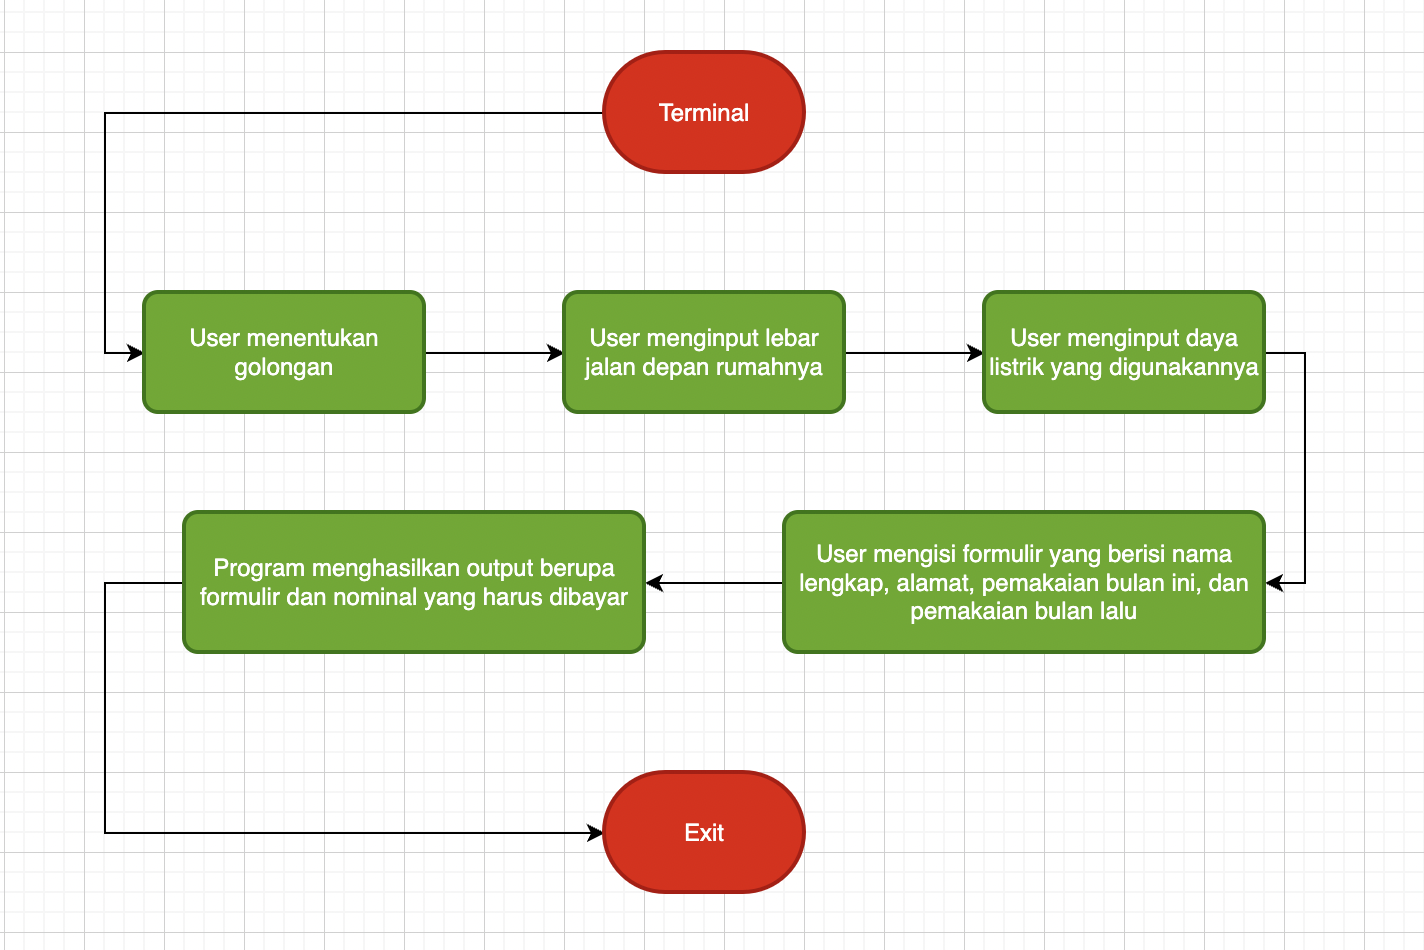 Terminal
User menentukan
golongan
User menginput lebar
jalan depan rumahnya
User menginput daya
listrik yang digunakannya
User mengisi formulir yang berisi nama
lengkap, alamat, pemakaian bulan ini, dan
pemakaian bulan lalu
Program menghasilkan output berupa
formulir dan nominal yang harus dibayar
Exit